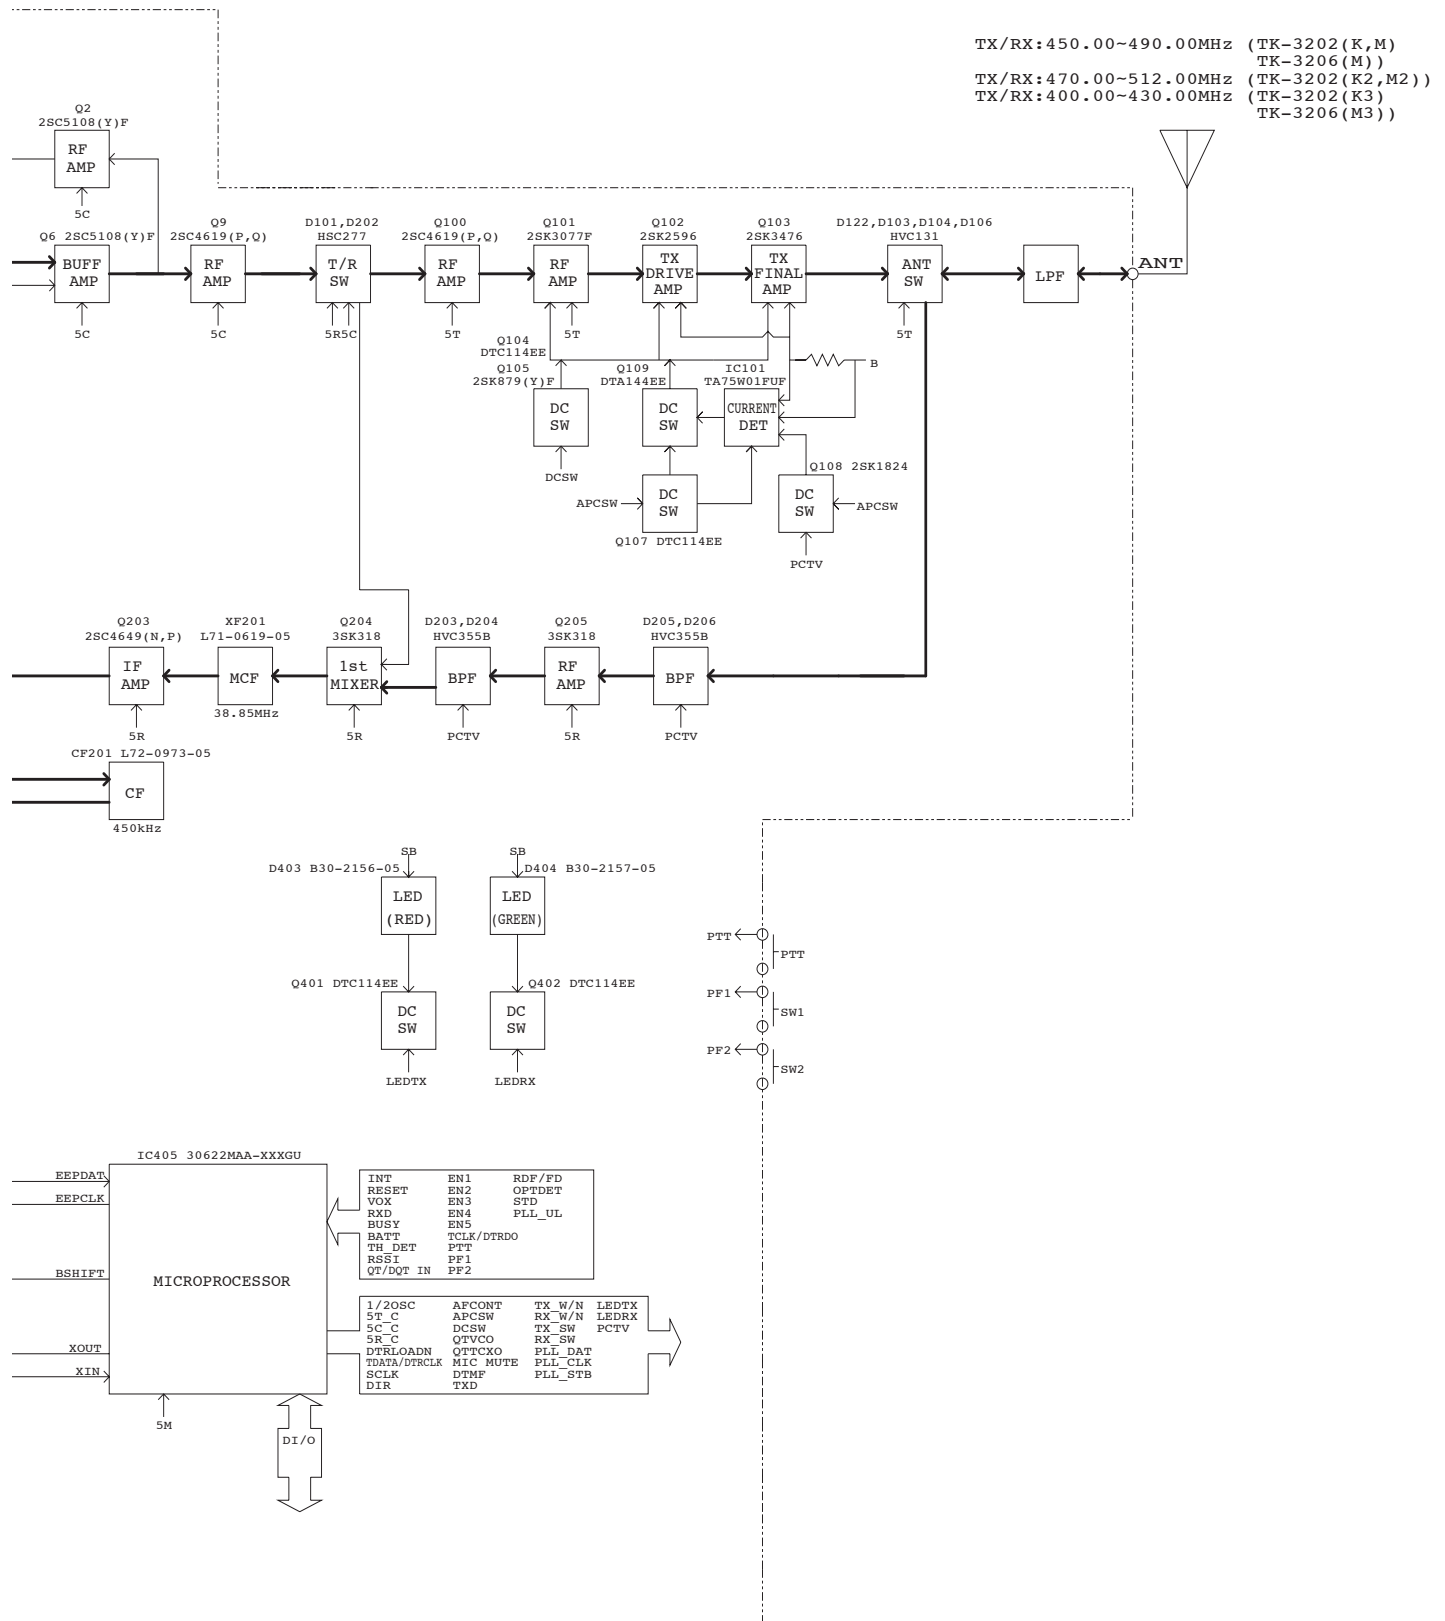 TX/RX:450.00~490.00MHz (TK-3202(K,M)
TK-3206(M))
TX/RX:470.00~512.00MHz (TK-3202(K2,M2))
TX/RX:400.00~430.00MHz (TK-3202(K3)
TK-3206(M3))
Q2
2SC5108(Y)F
RF
AMP
5C
Q6 2SC5108(Y)F
BUFF
AMP
5C
Q9
2SC4619(P,Q)
RF
AMP
5C
D101,D202
HSC277
T/R
SW
5R5C
Q100
2SC4619(P,Q)
RF
AMP
5T
Q101
2SK3077F
RF
AMP
5T
Q102
2SK2596
TX
DRIVE
AMP
Q103
2SK3476
TX
FINAL
AMP
D122,D103,D104,D106
HVC131
ANT
SW
5T
LPF
ANT
Q104
DTC114EE
Q105
2SK879(Y)F
DC
SW
DCSW
Q109
DTA144EE
DC
SW
IC101
TA75W01FUF
CURRENT
DET
B
APCSW
DC
SW
Q107 DTC114EE
Q108 2SK1824
DC
SW
APCSW
PCTV
Q203
2SC4649(N,P)
IF
AMP
5R
XF201
L71-0619-05
MCF
38.85MHz
Q204
3SK318
1st
MIXER
5R
D203,D204
HVC355B
BPF
PCTV
Q205
3SK318
RF
AMP
5R
D205,D206
HVC355B
BPF
PCTV
CF201 L72-0973-05
CF
450kHz
SB
D403 B30-2156-05
LED
(RED)
Q401 DTC114EE
DC
SW
LEDTX
SB
D404 B30-2157-05
LED
(GREEN)
Q402 DTC114EE
DC
SW
LEDRX
PTT
PTT
PF1
SW1
PF2
SW2
IC405 30622MAA-XXXGU
EEPDAT
EEPCLK
BSHIFT
MICROPROCESSOR
XOUT
XIN
5M
DI/O
INT EN1 RDF/FD
RESET EN2 OPTDET
VOX EN3 STD
RXD EN4 PLL_UL
BUSY EN5
BATT TCLK/DTRDO
TH_DET PTT
RSSI PF1
QT/DQT IN PF2
1/2OSC AFCONT TX_W/N LEDTX
5T_C APCSW RX_W/N LEDRX
5C_C DCSW TX_SW PCTV
5R_C QTVCO RX_SW
DTRLOADN QTTCXO PLL_DAT
TDATA/DTRCLK MIC MUTE PLL_CLK
SCLK DTMF PLL_STB
DIR TXD